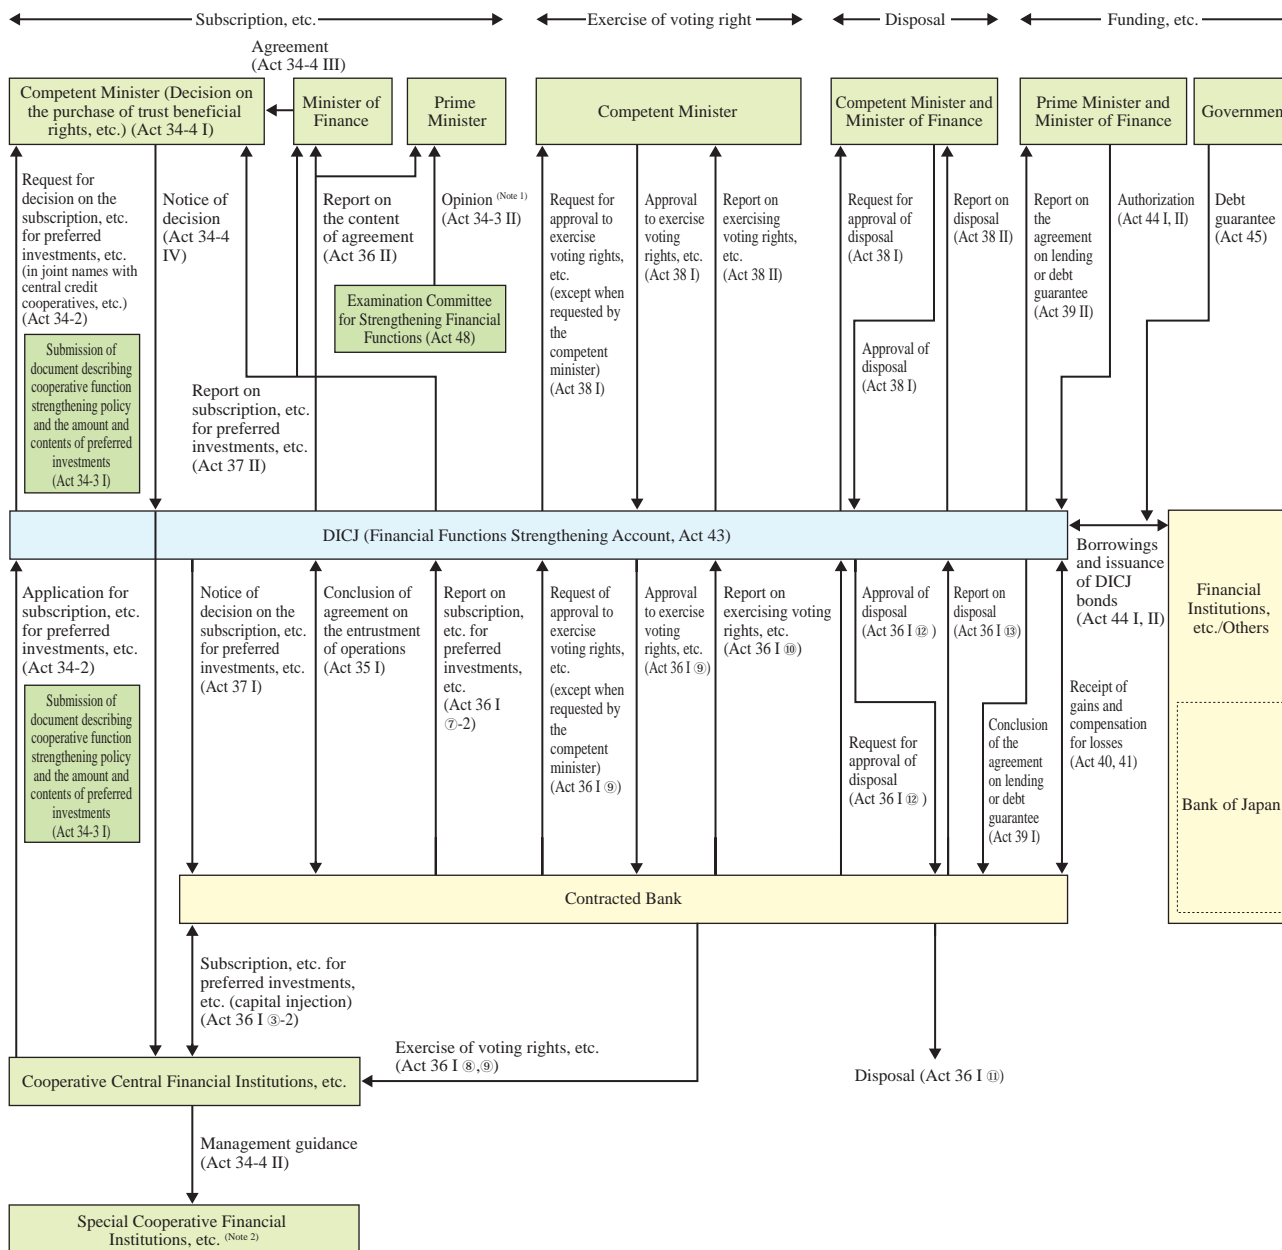 Subscription, etc.
Exercise of voting right
Disposal
Funding, etc.
Agreement
(Act 34-4 III)
Competent Minister (Decision on
the purchase of trust beneficial
rights, etc.) (Act 34-4 I)
Minister of
Finance
Prime
Minister
Competent Minister
Competent Minister and
Minister of Finance
Prime Minister and
Minister of Finance
Government
Request for
decision on the
subscription, etc.
for preferred
investments, etc.
(in joint names with
central credit
cooperatives, etc.)
(Act 34-2)
Submission of
document describing
cooperative function
strengthening policy
and the amount and
contents of preferred
investments
(Act 34-3 I)
Notice of
decision
(Act 34-4
IV)
Report on
subscription, etc.
for preferred
investments, etc.
(Act 37 II)
Report on
the content
of agreement
(Act 36 II)
Opinion (Note 1)
(Act 34-3 II)
Examination Committee
for Strengthening Financial
Functions (Act 48)
Request for
approval to
exercise
voting rights,
etc.
(except when
requested by
the
competent
minister)
(Act 38 I)
Approval
to exercise
voting
rights, etc.
(Act 38 I)
Report on
exercising
voting rights,
etc.
(Act 38 II)
Request for
approval of
disposal
(Act 38 I)
Approval of
disposal
(Act 38 I)
Report on
disposal
(Act 38 II)
Report on
the
agreement
on lending
or debt
guarantee
(Act 39 II)
Authorization
(Act 44 I, II)
Debt
guarantee
(Act 45)
DICJ (Financial Functions Strengthening Account, Act 43)
Borrowings
and issuance
of DICJ
bonds
(Act 44 I, II)
Financial
Institutions,
etc./Others
Bank of Japan
Application for
subscription, etc.
for preferred
investments, etc.
(Act 34-2)
Submission of
document describing
cooperative function
strengthening policy
and the amount and
contents of preferred
investments
(Act 34-3 I)
Notice of
decision on the
subscription, etc.
for preferred
investments, etc.
(Act 37 I)
Conclusion of
agreement on
the entrustment
of operations
(Act 35 I)
Report on
subscription,
etc. for
preferred
investments,
etc.
(Act 36 I
⑦-2)
Request of
approval to
exercise
voting rights,
etc.
(except when
requested by
the
competent
minister)
(Act 36 I ⑨)
Approval
to exercise
voting
rights, etc.
(Act 36 I ⑨)
Report on
exercising voting
rights, etc.
(Act 36 I ⑩)
Approval of
disposal
(Act 36 I ⑫ )
Request for
approval of
disposal
(Act 36 I ⑫ )
Report on
disposal
(Act 36 I ⑬)
Conclusion
of the
agreement
on lending
or debt
guarantee
(Act 39 I)
Receipt of
gains and
compensation
for losses
(Act 40, 41)
Contracted Bank
Subscription, etc. for
preferred investments,
etc. (capital injection)
(Act 36 I ③-2)
Exercise of voting rights, etc.
(Act 36 I ⑧,⑨)
Disposal (Act 36 I ⑪)
Cooperative Central Financial Institutions, etc.
Management guidance
(Act 34-4 II)
Special Cooperative Financial
Institutions, etc. (Note 2)